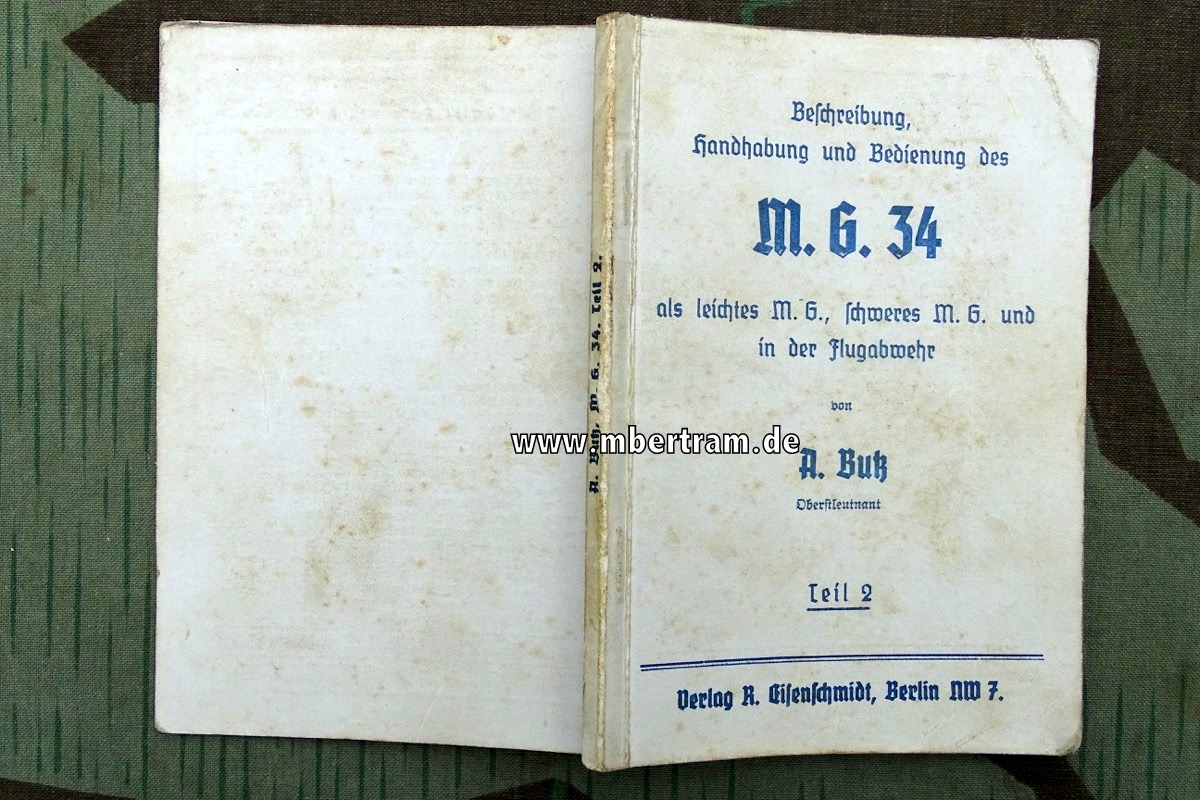 Beschreibung,
Handhabung und Bedienung des
M. G. 34
als leichtes M. G., schweres M. G. und
in der Flugabwehr
von
A. Butz
Oberstleutnant
Teil 2
Verlag R. Eisenschmidt, Berlin NW 7.
A. Butz, M. G. 34. Teil 2.
www.mbertram.de